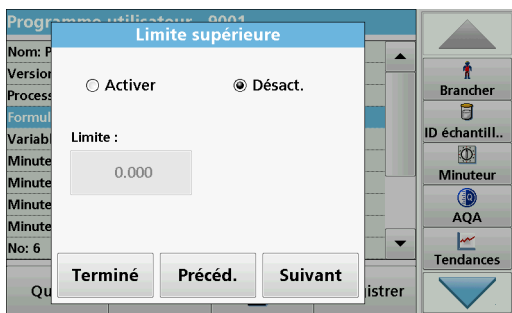 Programme utilisateur 9001
Limite supérieure
Nom: P
Version
Process
Formul
Variabl
Minute
Minute
Minute
Minute
No: 6
Activer
Désact.
Limite :
0.000
Terminé
Précéd.
Suivant
Qu
istrer
Brancher
ID échantill..
Minuteur
AQA
Tendances